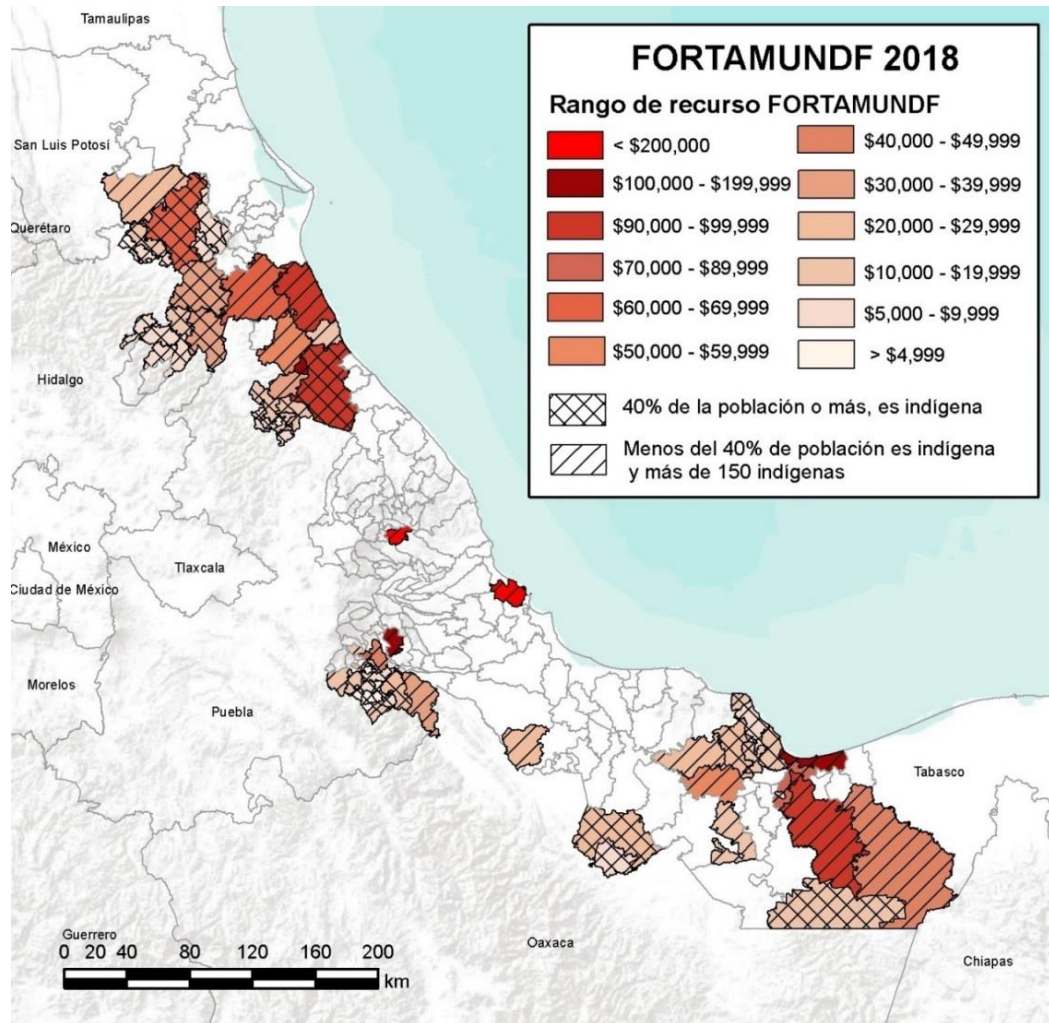 Tamaulipas
San Luis Potosí
Querétaro
Hidalgo
México
Ciudad de México
Tlaxcala
Morelos
Puebla
Guerrero
Oaxaca
Tabasco
Chiapas
FORTAMUNDF 2018
Rango de recurso FORTAMUNDF
< $200,000
$100,000 - $199,999
$90,000 - $99,999
$70,000 - $89,999
$60,000 - $69,999
$50,000 - $59,999
$40,000 - $49,999
$30,000 - $39,999
$20,000 - $29,999
$10,000 - $19,999
$5,000 - $9,999
> $4,999
40% de la población o más, es indígena
Menos del 40% de población es indígena
y más de 150 indígenas
0 20 40 80 120 160 200
km